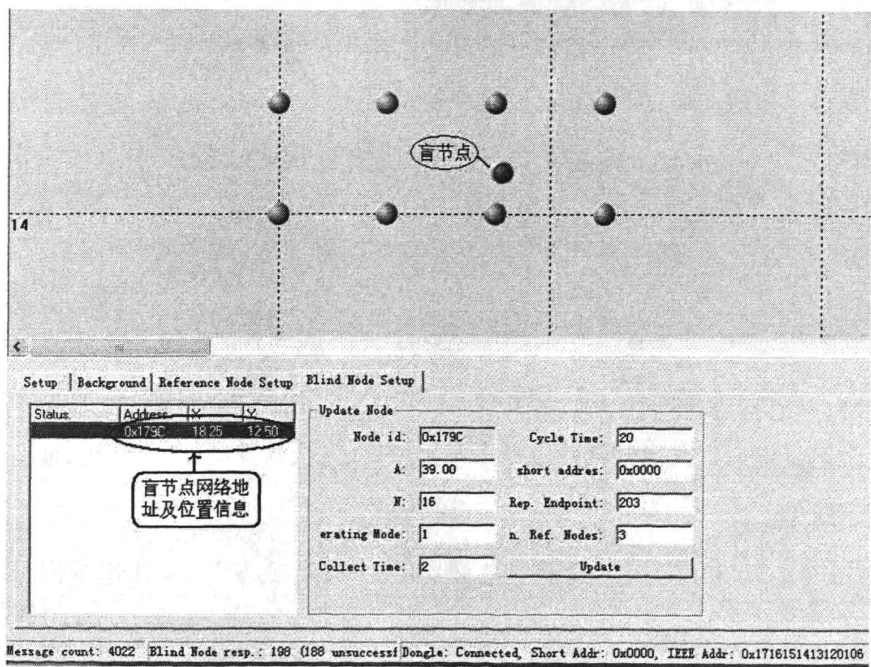 盲节点
14
Setup Background Reference Node Setup Blind Node Setup
Status. Address X Y
0x179C 18.25 12.50
盲节点网络地
址及位置信息
Update Node
Node id: 0x179C Cycle Time: 20
A: 39.00 short addres: 0x0000
N: 16 Rep. Endpoint: 203
erating Mode: 1 n. Ref. Nodes: 3
Collect Time: 2 Update
Message count: 4022 Blind Node resp.: 198 (188 unsuccessf Dongle: Connected, Short Addr: 0x0000, IEEE Addr: 0x1716151413120106